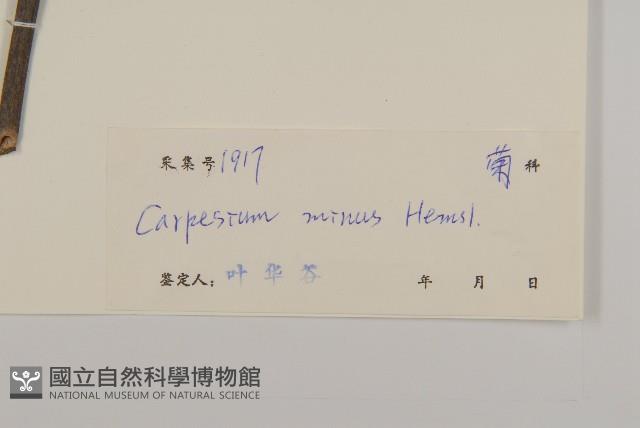 采集号 1917 菊 科
Carpesium minus Hemsl.
鉴定人: 叶华谷 年 月 日
國立自然科學博物館
NATIONAL MUSEUM OF NATURAL SCIENCE